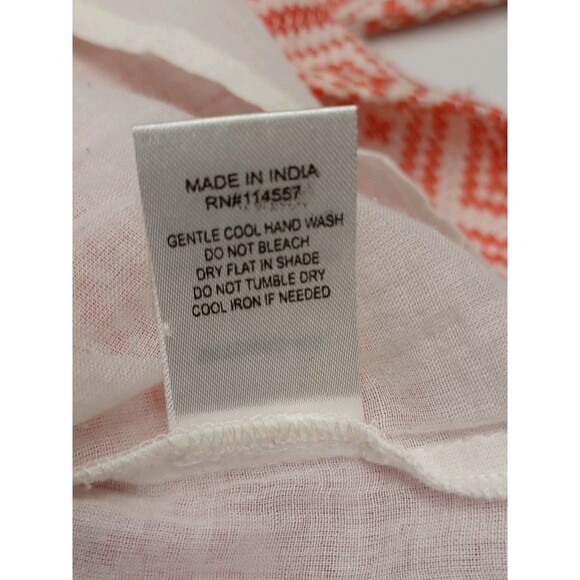 MADE IN INDIA
RN#114557
GENTLE COOL HAND WASH
DO NOT BLEACH
DRY FLAT IN SHADE
DO NOT TUMBLE DRY
COOL IRON IF NEEDED